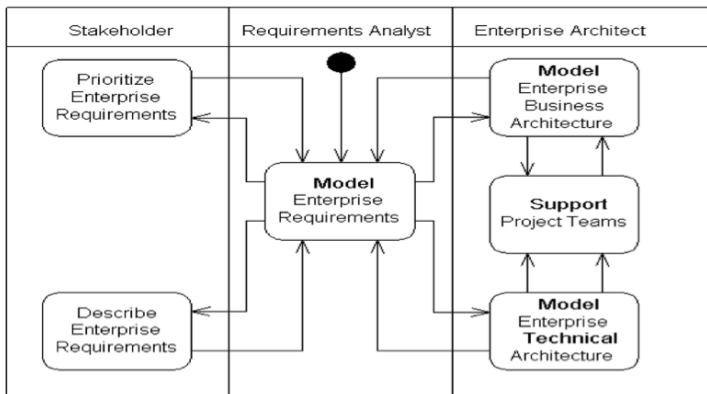 Stakeholder
Requirements Analyst
Enterprise Architect
Prioritize
Enterprise
Requirements
Model
Enterprise
Business
Architecture
Model
Enterprise
Requirements
Support
Project Teams
Describe
Enterprise
Requirements
Model
Enterprise
Technical
Architecture